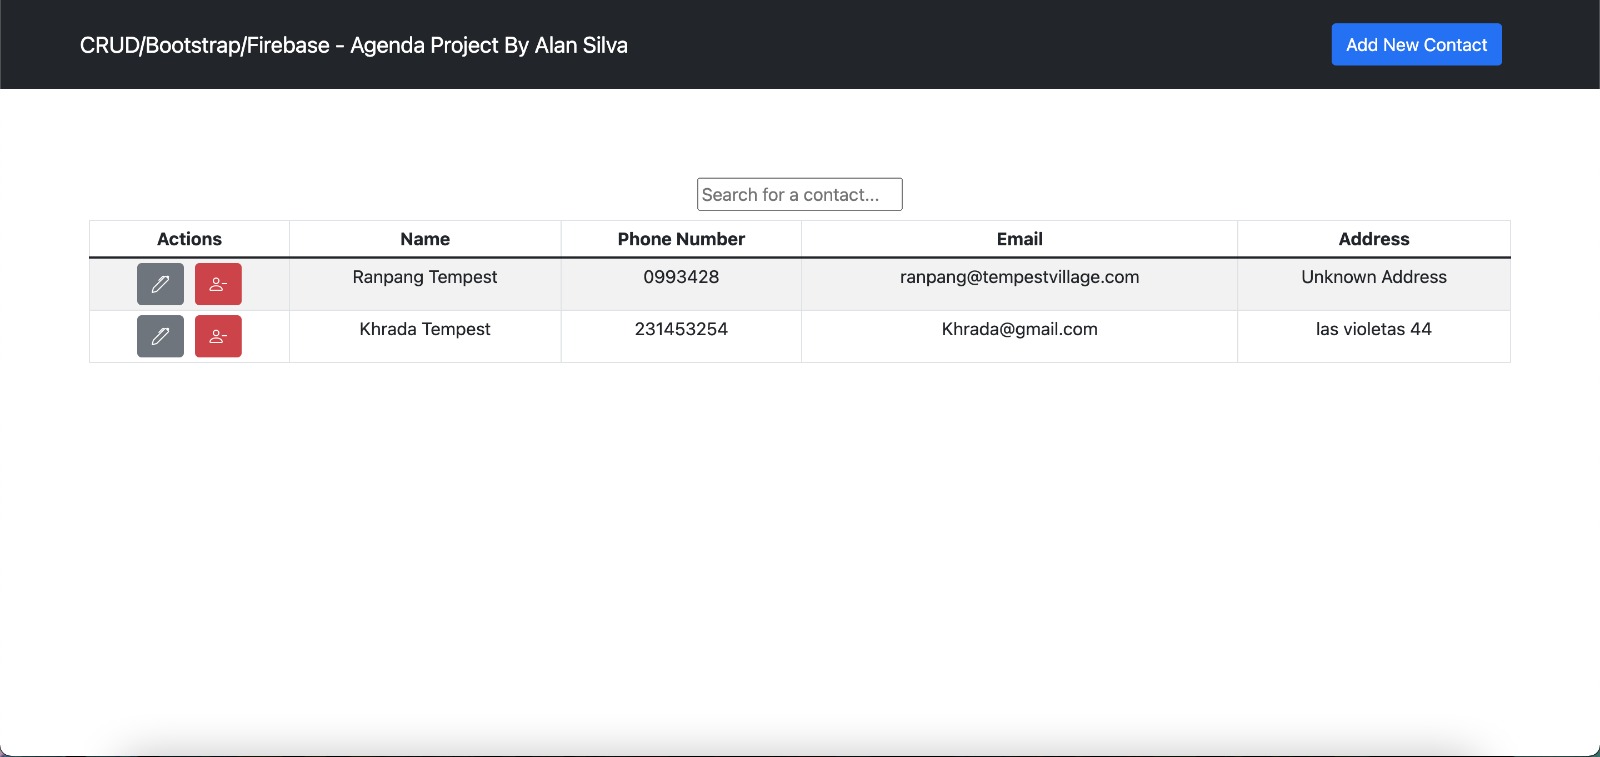 CRUD/Bootstrap/Firebase - Agenda Project By Alan Silva Add New Contact
Search for a contact...
Actions Name Phone Number Email Address
Ranpang Tempest 0993428 ranpang@tempestvillage.com Unknown Address
Khrada Tempest 231453254 Khrada@gmail.com las violetas 44